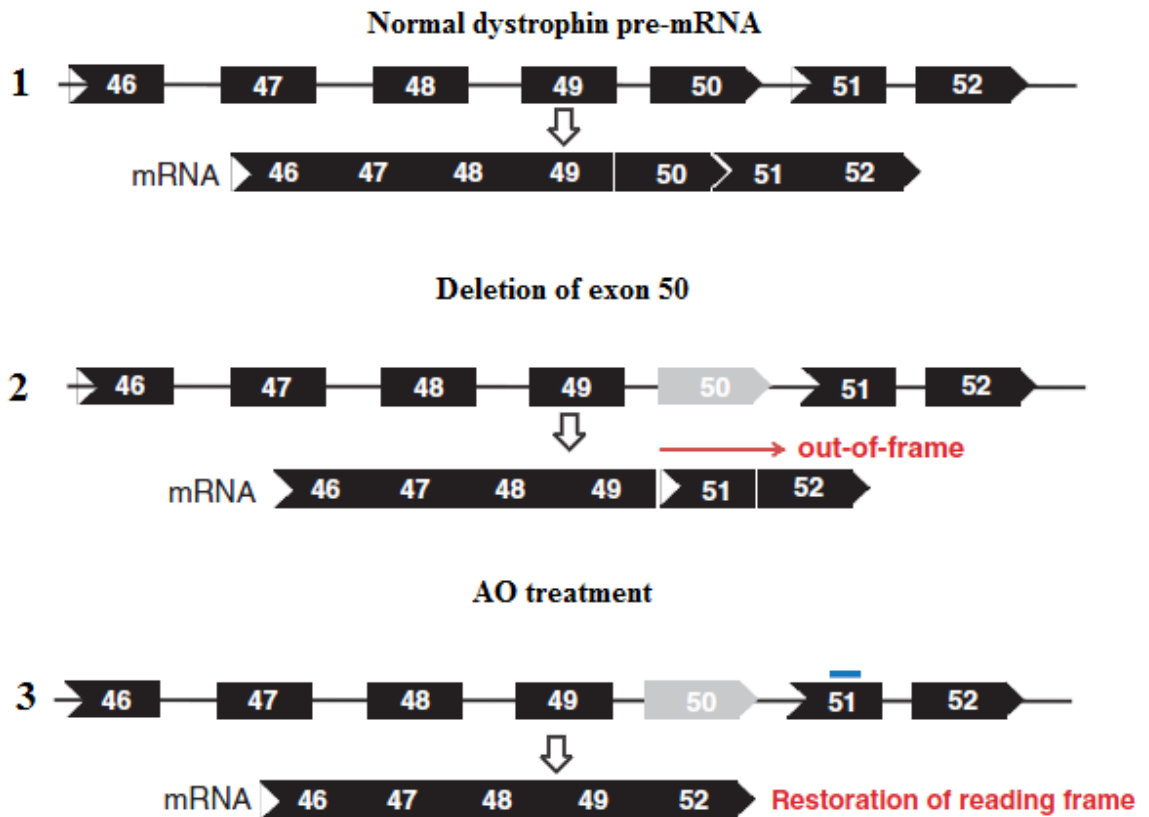 Normal dystrophin pre-mRNA
1 46 47 48 49 50 51 52
mRNA 46 47 48 49 50 51 52
Deletion of exon 50
2 46 47 48 49 50 51 52
out-of-frame
mRNA 46 47 48 49 51 52
AO treatment
3 46 47 48 49 50 51 52
mRNA 46 47 48 49 52 Restoration of reading frame